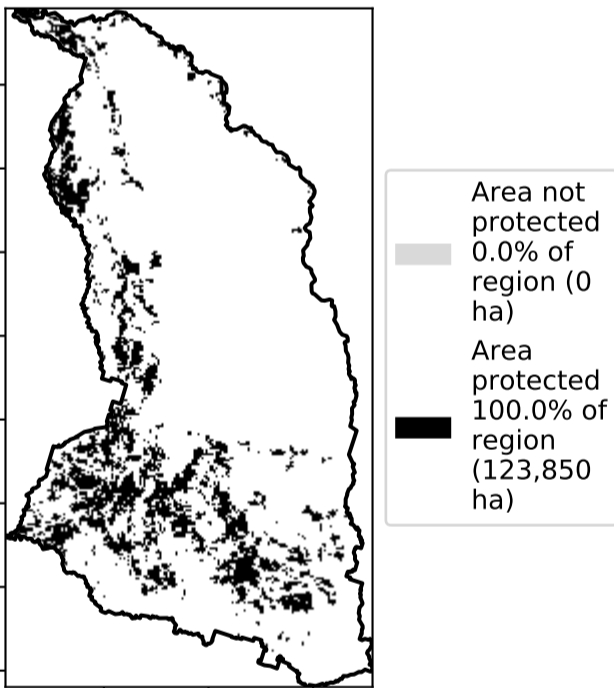 Area not
protected
0.0% of
region (0
ha)
Area
protected
100.0% of
region
(123,850
ha)